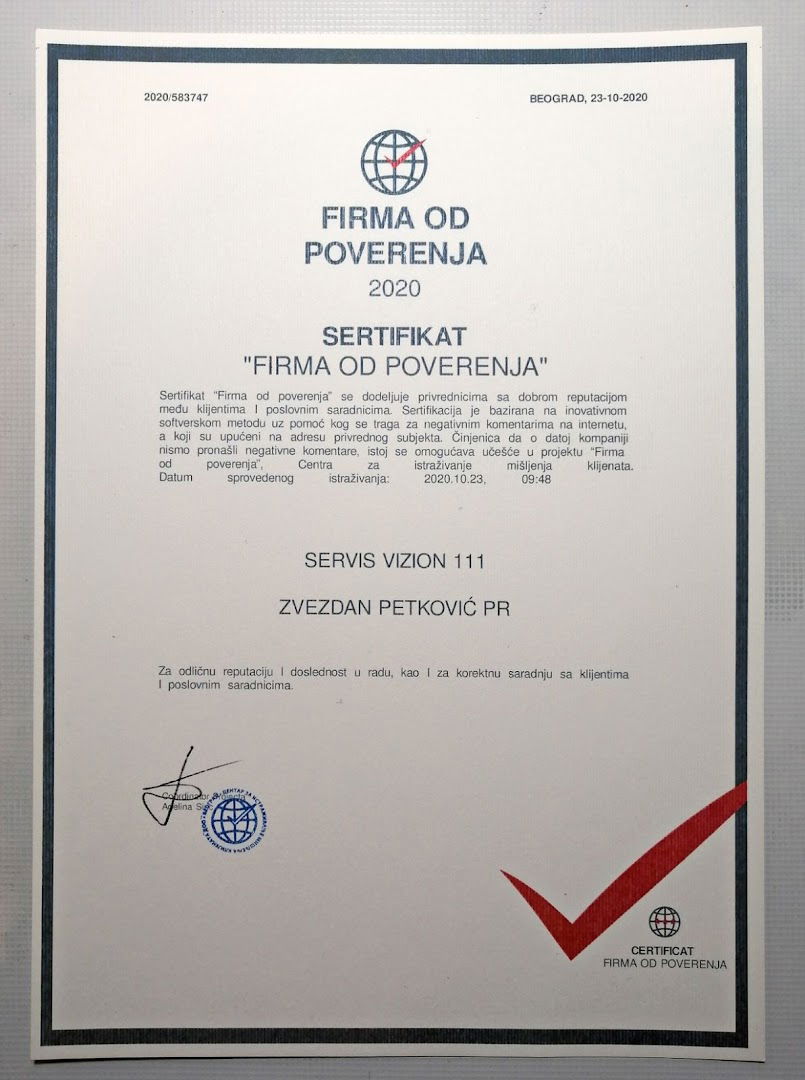 2020/583747
BEOGRAD, 23-10-2020
FIRMA OD
POVERENJA
2020
SERTIFIKAT
"FIRMA OD POVERENJA"
Sertifikat “Firma od poverenja” se dodeljuje privrednicima sa dobrom reputacijom
među klijentima I poslovnim saradnicima. Sertifikacija je bazirana na inovativnom
softverskom metodu uz pomoć kog se traga za negativnim komentarima na internetu,
a koji su upućeni na adresu privrednog subjekta. Činjenica da o datoj kompaniji
nismo pronašli negativne komentare, istoj se omogućava učešće u projektu “Firma
od poverenja”, Centra za istraživanje mišljenja klijenata.
Datum sprovedenog istraživanja: 2020.10.23, 09:48
SERVIS VIZION 111
ZVEZDAN PETKOVIĆ PR
Za odličnu reputaciju I doslednost u radu, kao I za korektnu saradnju sa klijentima
I poslovnim saradnicima.
Coordinator Projecta
Adelina
CERTIFICAT
FIRMA OD POVERENJA